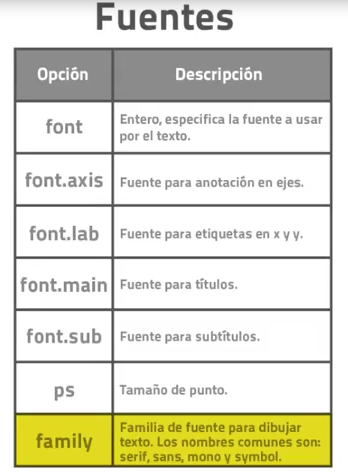 Fuentes
Opción Descripción
font Entero, especifica la fuente a usar
por el texto.
font.axis Fuente para anotación en ejes.
font.lab Fuente para etiquetas en x y y.
font.main Fuente para títulos.
font.sub Fuente para subtítulos.
ps Tamaño de punto.
family Familia de fuente para dibujar
texto. Los nombres comunes son:
serif, sans, mono y symbol.